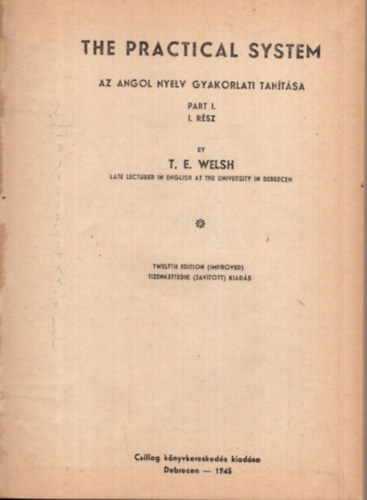 THE PRACTICAL SYSTEM
AZ ANGOL NYELV GYAKORLATI TANÍTÁSA
PART I.
I. RÉSZ
BY
T. E. WELSH
LATE LECTURER IN ENGLISH AT THE UNIVERSITY IN DEBRECEN
TWELFTH EDITION (IMPROVED)
TIZENKETTEDIK (JAVÍTOTT) KIADÁS
Csillag könyvkereskedés kiadása
Debrecen — 1945